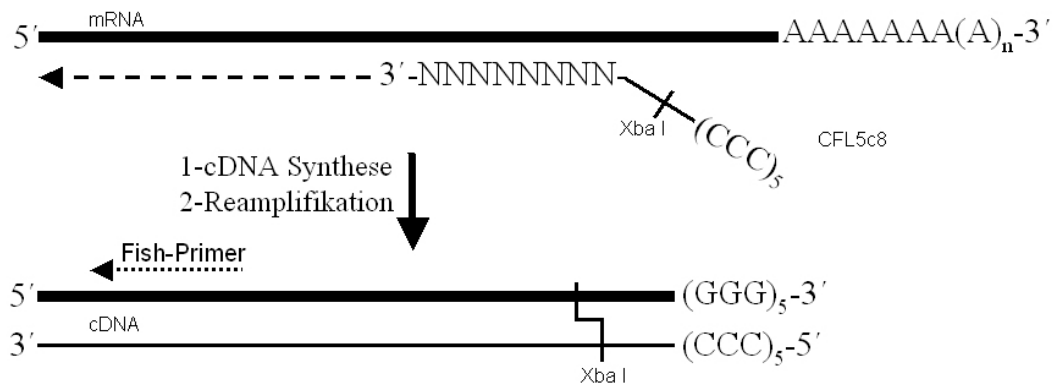 mRNA
5´ AAAAAAA(A)n-3´
3´-NNNNNNNN
Xba I
(CCC)5
CFL5c8
1-cDNA Synthese
2-Reamplifikation
Fish-Primer
5´ (GGG)5-3´
cDNA
3´ (CCC)5-5´
Xba I